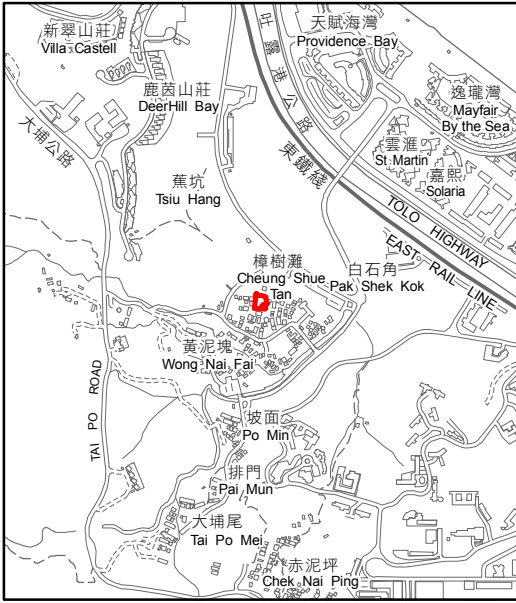 新翠山莊
Villa Castell
天賦海灣
Providence Bay
吐露港公路
鹿茵山莊
DeerHill Bay
逸瓏灣
Mayfair
By the Sea
大埔公路
東鐵綫
雲滙
St Martin
嘉熙
Solaria
蕉坑
Tsiu Hang
TOLO HIGHWAY
EAST RAIL LINE
樟樹灘
Cheung Shue
Tan
白石角
Pak Shek Kok
黃泥塊
Wong Nai Fai
TAI PO ROAD
坡面
Po Min
排門
Pai Mun
大埔尾
Tai Po Mei
赤泥坪
Chek Nai Ping